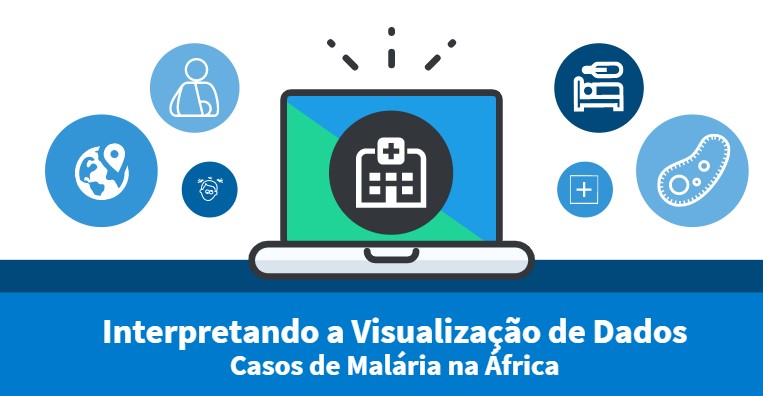 Interpretando a Visualização de Dados
Casos de Malária na África